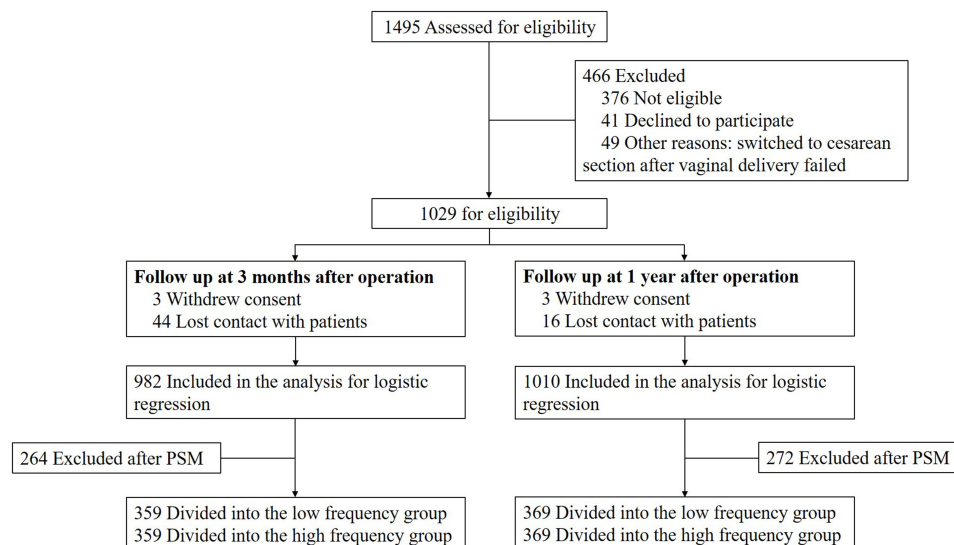 1495 Assessed for eligibility
466 Excluded
376 Not eligible
41 Declined to participate
49 Other reasons: switched to cesarean
section after vaginal delivery failed
1029 for eligibility
Follow up at 3 months after operation
3 Withdrew consent
44 Lost contact with patients
Follow up at 1 year after operation
3 Withdrew consent
16 Lost contact with patients
982 Included in the analysis for logistic
regression
1010 Included in the analysis for logistic
regression
264 Excluded after PSM
272 Excluded after PSM
359 Divided into the low frequency group
359 Divided into the high frequency group
369 Divided into the low frequency group
369 Divided into the high frequency group